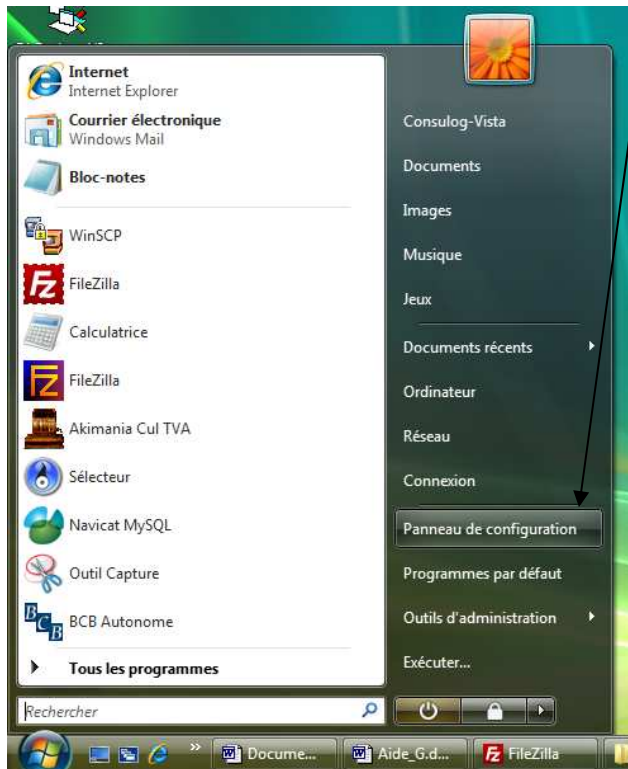 Internet
Internet Explorer
Courrier électronique
Windows Mail
Bloc-notes
WinSCP
FileZilla
Calculatrice
FileZilla
Akimania Cul TVA
Sélecteur
Navicat MySQL
Outil Capture
BCB Autonome
Tous les programmes
Rechercher
Consulog-Vista
Documents
Images
Musique
Jeux
Documents récents
Ordinateur
Réseau
Connexion
Panneau de configuration
Programmes par défaut
Outils d'administration
Exécuter...
» Docume... Aide_G.d... FileZilla